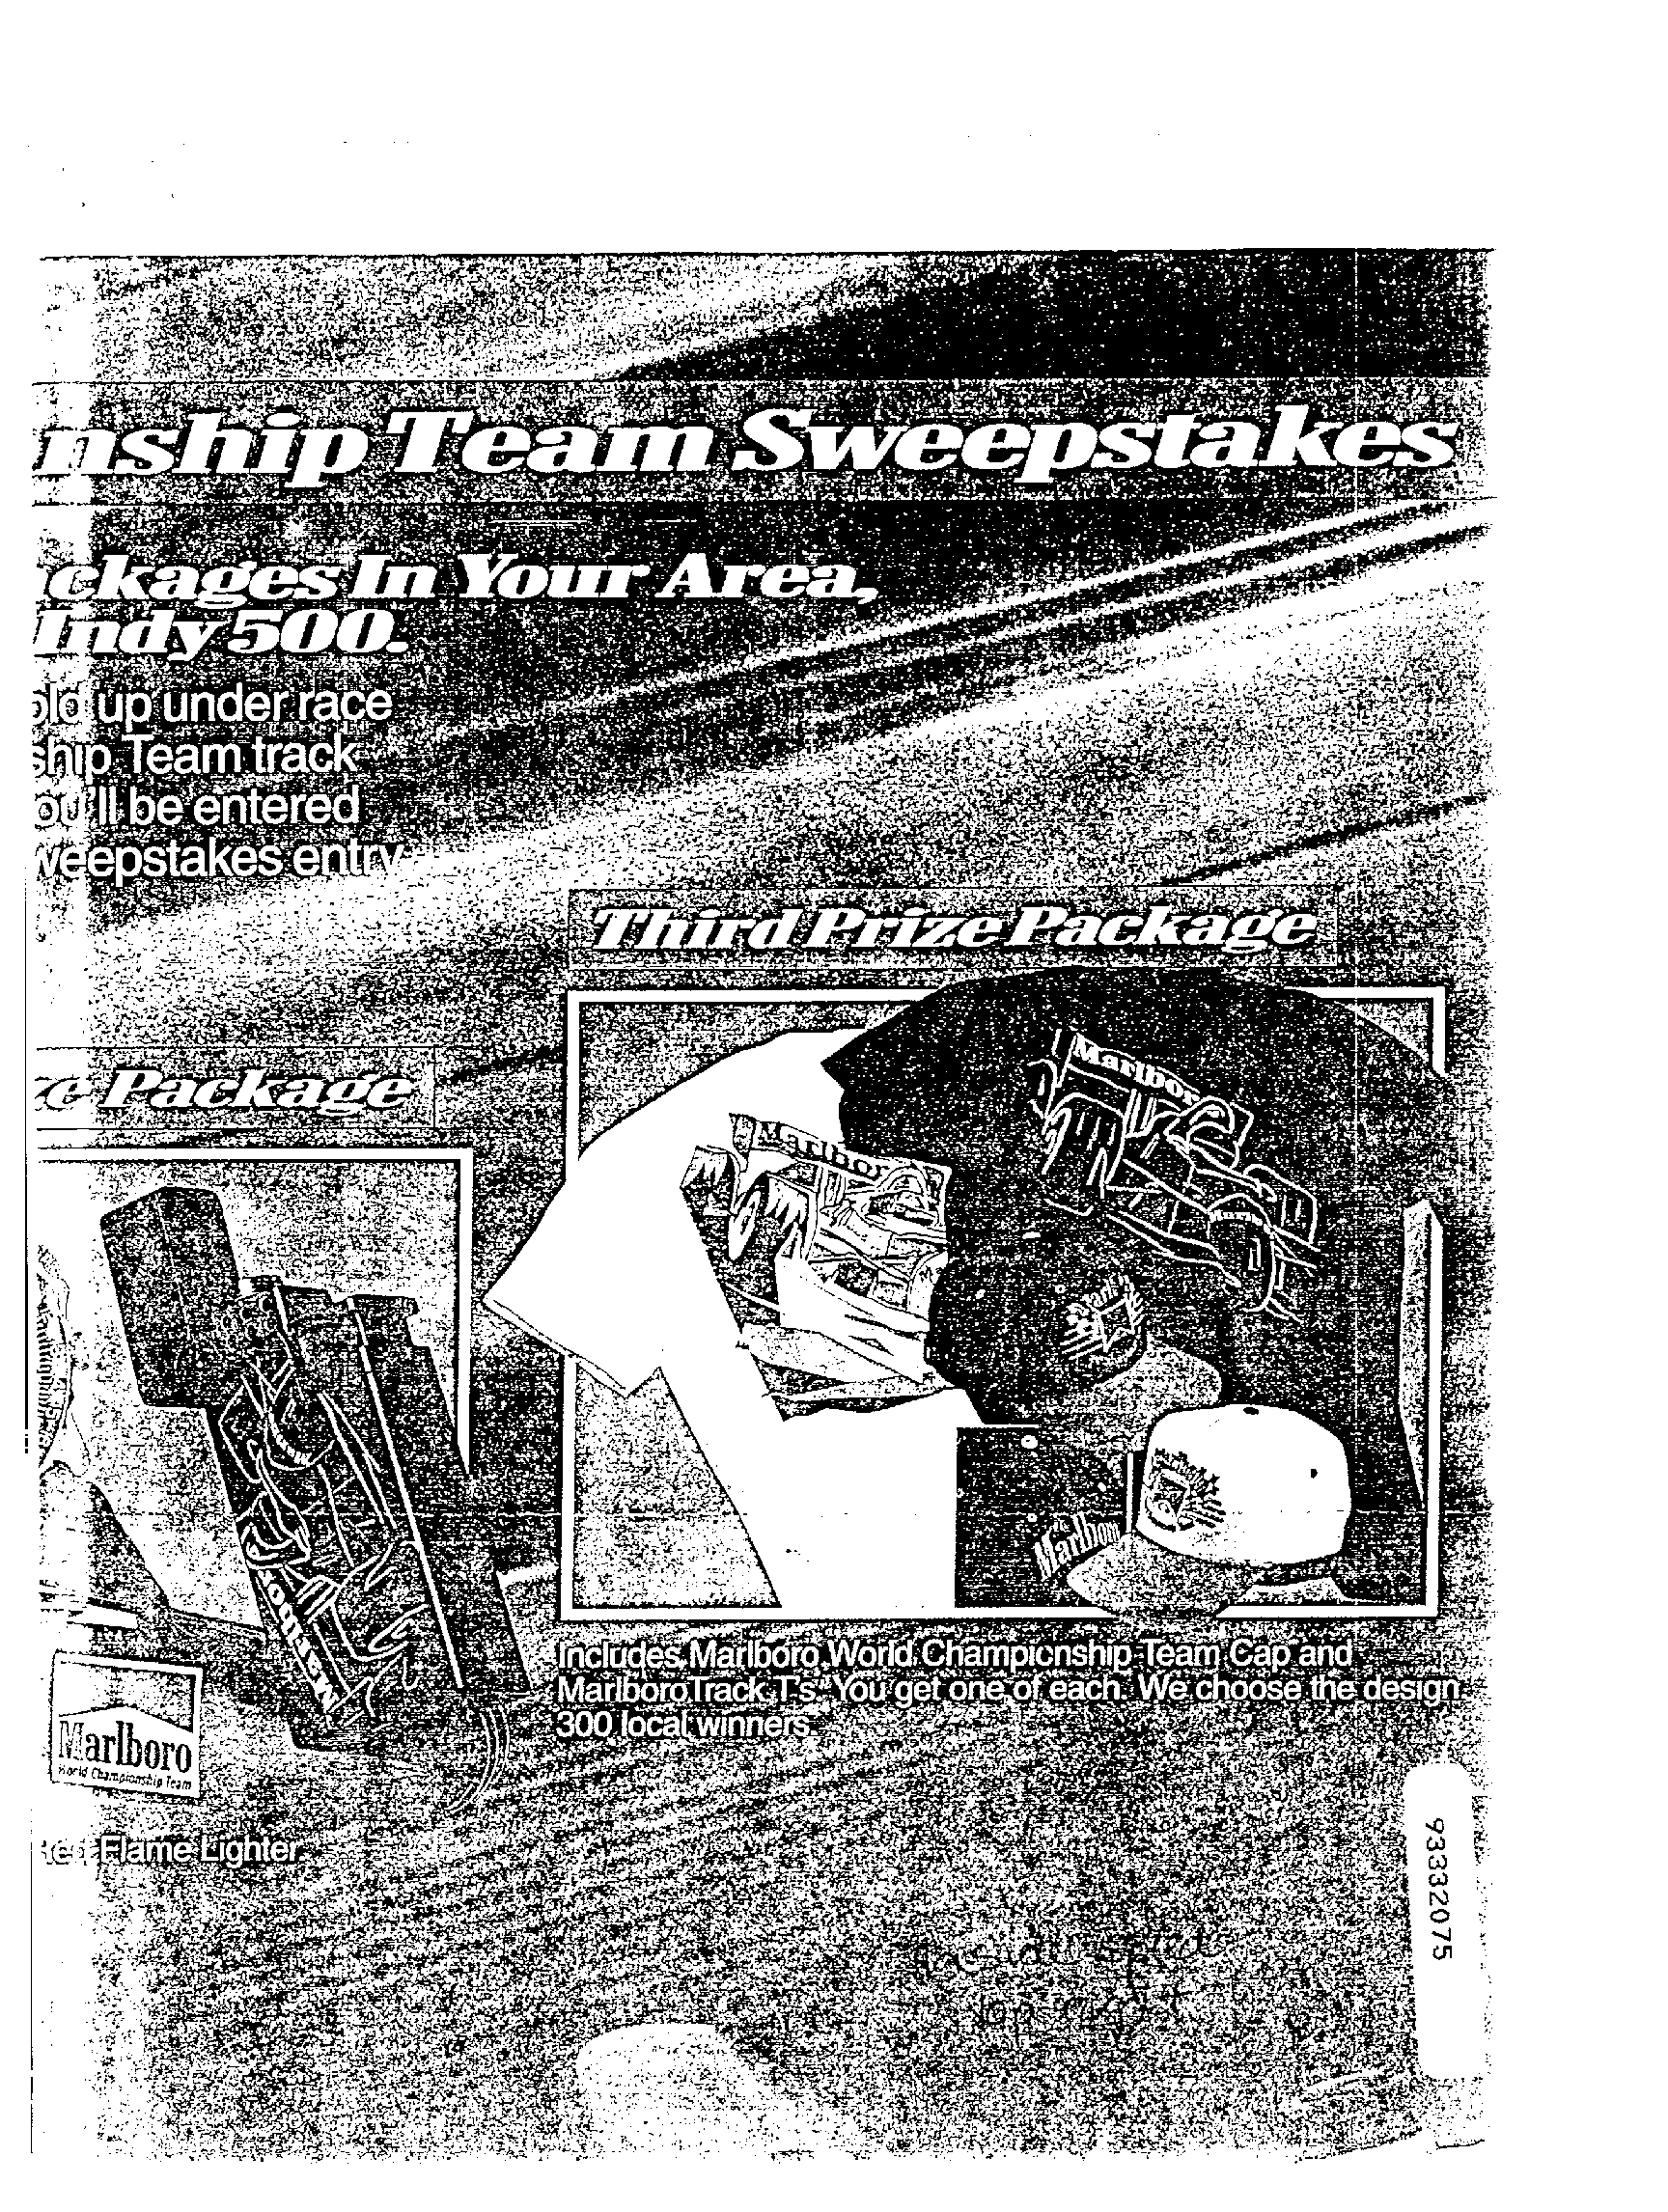 nship Team Sweepstakes
ckages In Your Area,
Indy 500.
old up under race
ship Team track
ou'll be entered
weepstakes entry
Third Prize Package
ze Package
Marlboro
Marlboro
Marlboro
Marlboro
Includes Marlboro World Championship Team Cap and
Marlboro Track T's. You get one of each. We choose the design.
300 local winners.
Marlboro
World Championship Team
Flame Lighter
93332075